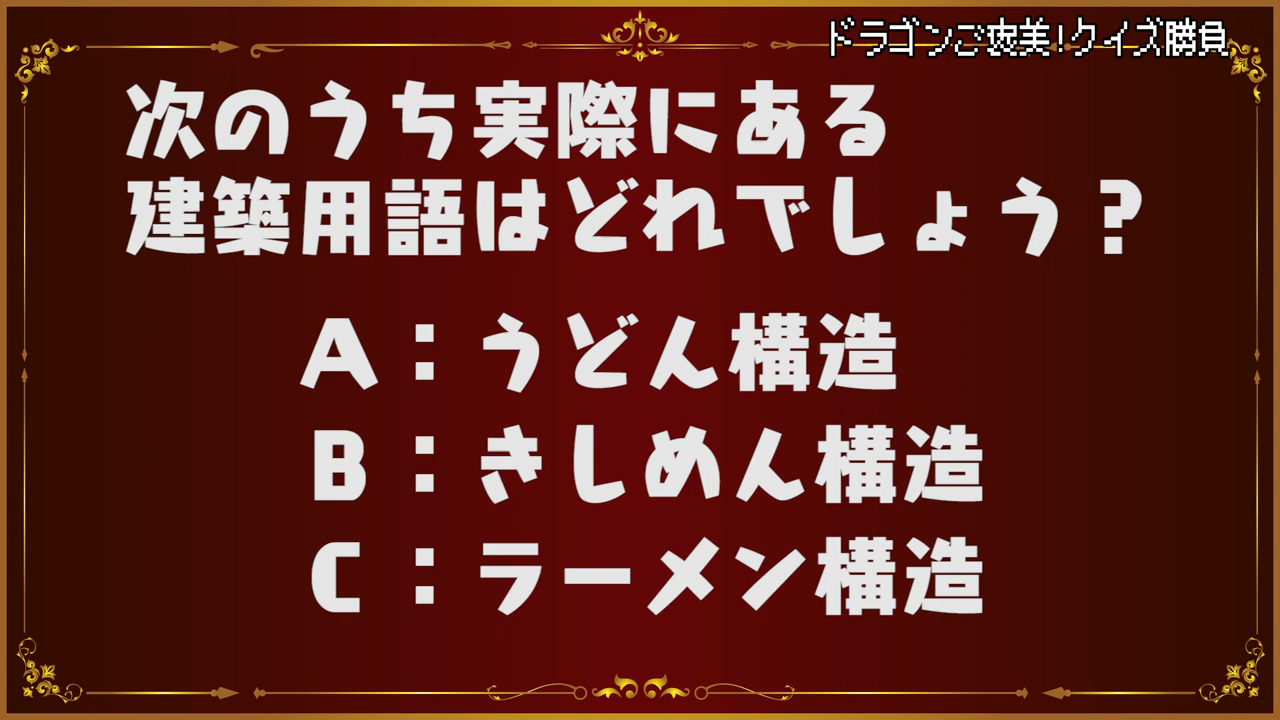 ドラゴンご褒美!クイズ勝負
次のうち実際にある
建築用語はどれでしょう？
A：うどん構造
B：きしめん構造
C：ラーメン構造